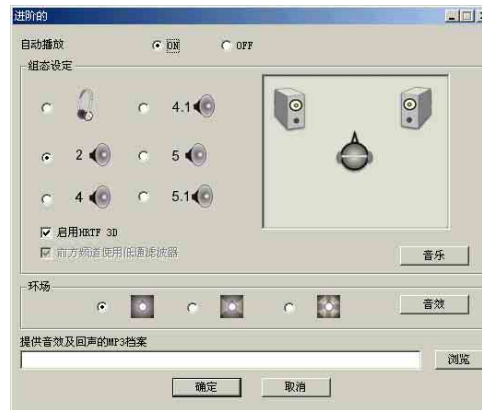 进阶的
自动播放 ON OFF
组态设定
4.1
2 5
4 5.1
启用HRTF 3D
前方频道使用低通滤波器
音乐
环场
音效
提供音效及回声的MP3档案
浏览
确定 取消